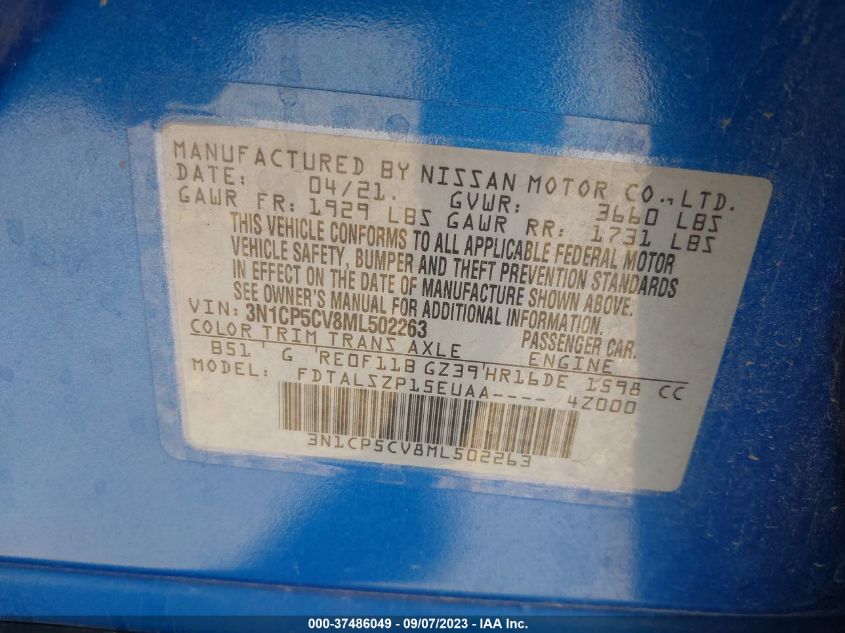 MANUFACTURED BY NISSAN MOTOR CO., LTD.
DATE: 04/21. GVWR: 3660 LBS
GAWR FR: 1929 LBS GAWR RR: 1731 LBS
THIS VEHICLE CONFORMS TO ALL APPLICABLE FEDERAL MOTOR
VEHICLE SAFETY, BUMPER AND THEFT PREVENTION STANDARDS
IN EFFECT ON THE DATE OF MANUFACTURE SHOWN ABOVE.
SEE OWNER'S MANUAL FOR ADDITIONAL INFORMATION.
VIN: 3N1CP5CV8ML502263 PASSENGER CAR.
COLOR TRIM TRANS AXLE ENGINE
B51 G RE0F11B GZ39 HR16DE 1598 CC
MODEL: FDTALSZP15EUAA---- 4Z000
3N1CP5CV8ML502263
000-37486049 - 09/07/2023 - IAA Inc.